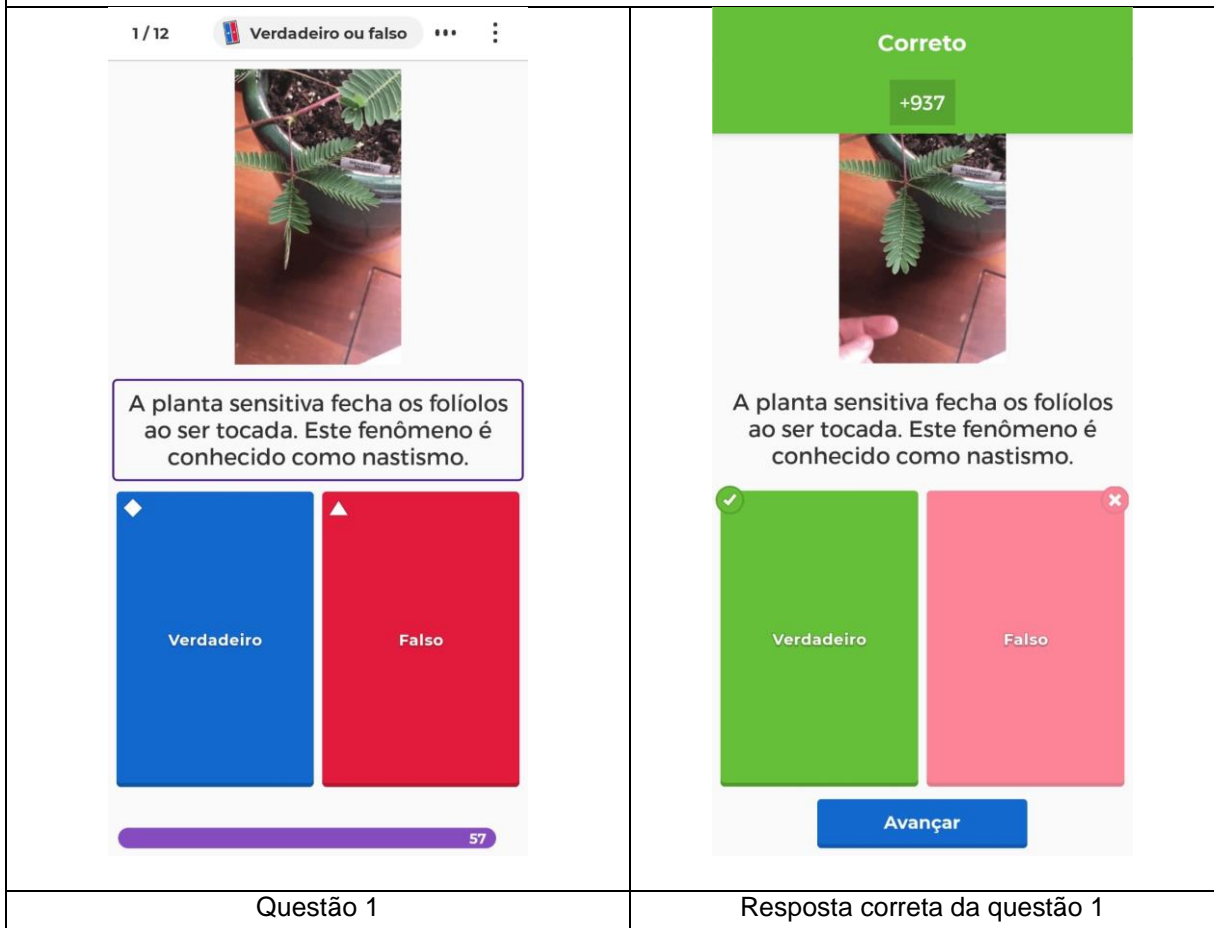 1 / 12
Verdadeiro ou falso
A planta sensitiva fecha os folíolos
ao ser tocada. Este fenômeno é
conhecido como nastismo.
Verdadeiro
Falso
57
Questão 1
Correto
+937
A planta sensitiva fecha os folíolos
ao ser tocada. Este fenômeno é
conhecido como nastismo.
Verdadeiro
Falso
Avançar
Resposta correta da questão 1